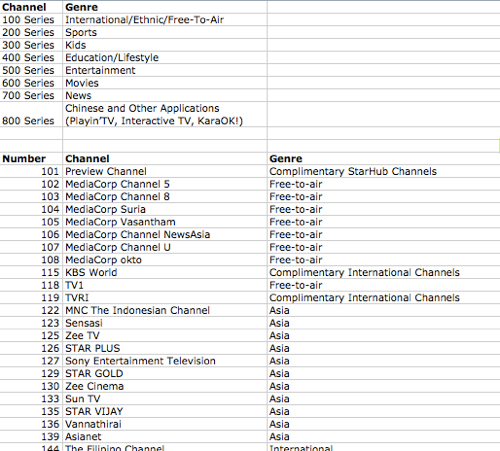 Channel Genre
100 Series International/Ethnic/Free-To-Air
200 Series Sports
300 Series Kids
400 Series Education/Lifestyle
500 Series Entertainment
600 Series Movies
700 Series News
Chinese and Other Applications
800 Series (Playin'TV, Interactive TV, KaraOK!)
Number Channel Genre
101 Preview Channel Complimentary StarHub Channels
102 MediaCorp Channel 5 Free-to-air
103 MediaCorp Channel 8 Free-to-air
104 MediaCorp Suria Free-to-air
105 MediaCorp Vasantham Free-to-air
106 MediaCorp Channel NewsAsia Free-to-air
107 MediaCorp Channel U Free-to-air
108 MediaCorp okto Free-to-air
115 KBS World Complimentary International Channels
118 TV1 Free-to-air
119 TVRI Complimentary International Channels
122 MNC The Indonesian Channel Asia
123 Sensasi Asia
125 Zee TV Asia
126 STAR PLUS Asia
127 Sony Entertainment Television Asia
129 STAR GOLD Asia
130 Zee Cinema Asia
133 Sun TV Asia
135 STAR VIJAY Asia
136 Vannathirai Asia
139 Asianet Asia
144 The Filipino Channel International